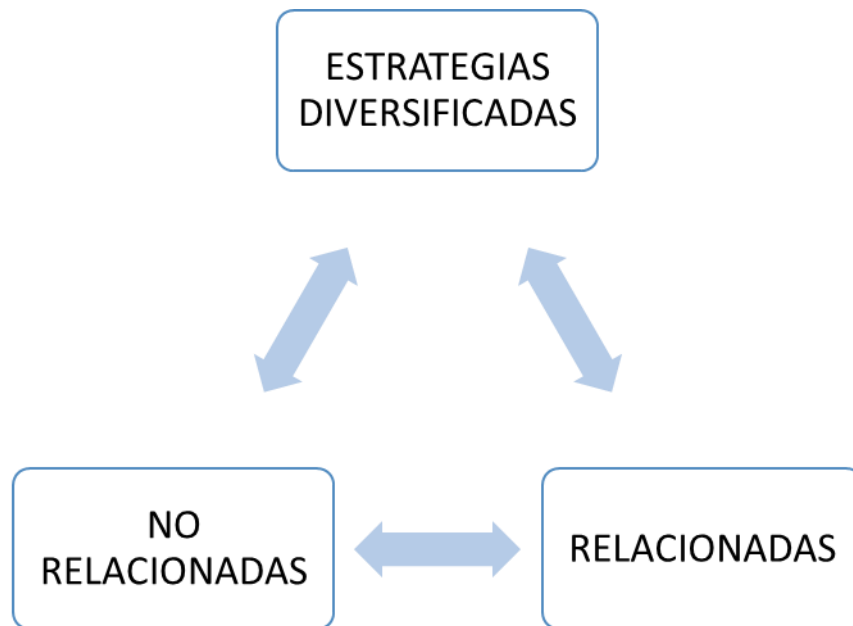 ESTRATEGIAS
DIVERSIFICADAS
NO
RELACIONADAS
RELACIONADAS